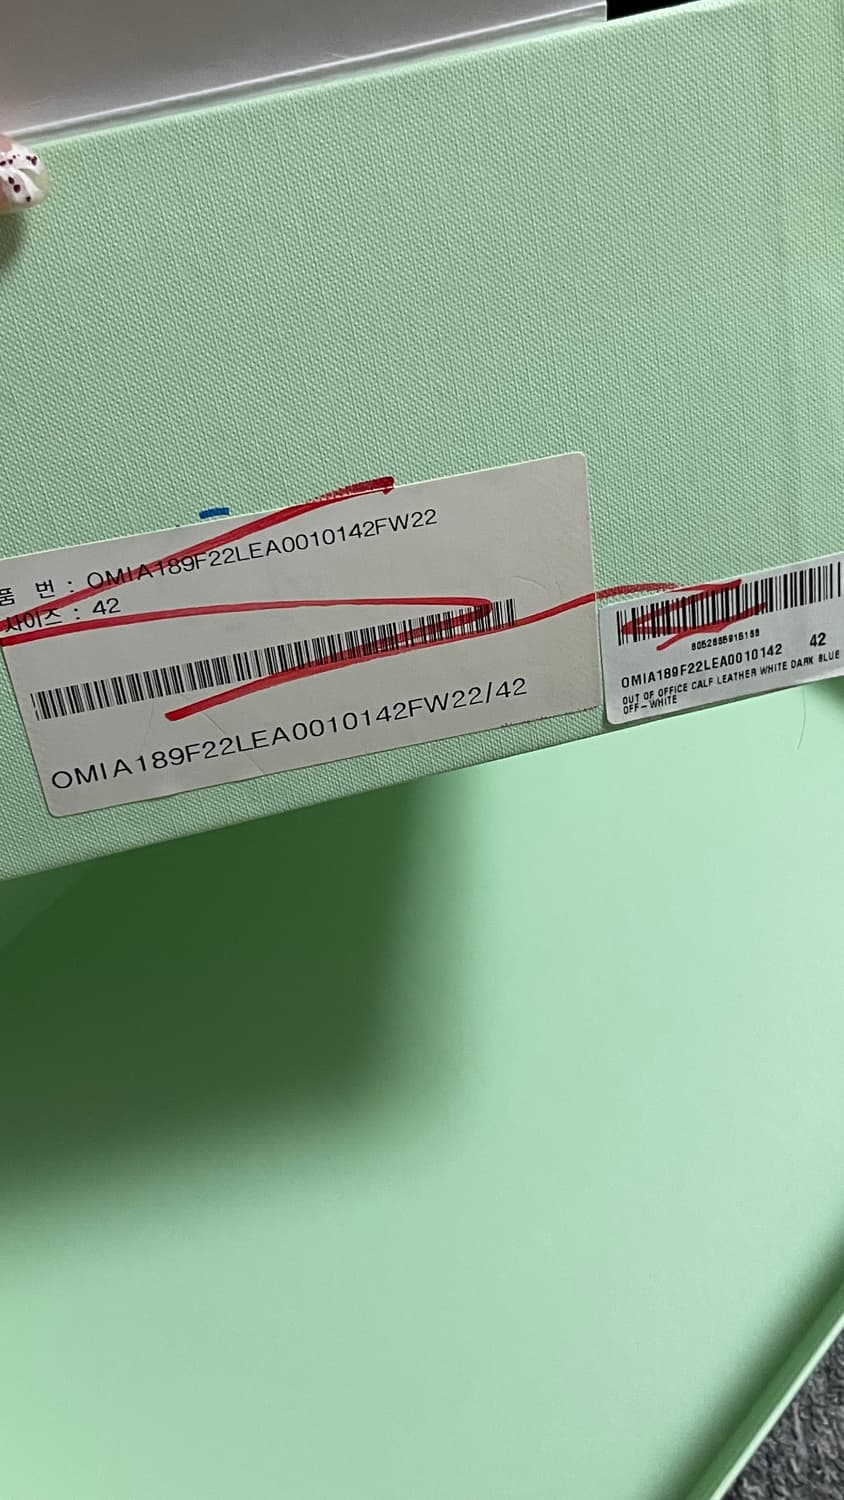 품 번 : OMIA189F22LEA0010142FW22
사이즈 : 42
OMIA189F22LEA0010142FW22/42
OMIA189F22LEA0010142 42
OUT OF OFFICE CALF LEATHER WHITE DARK BLUE
OFF-WHITE